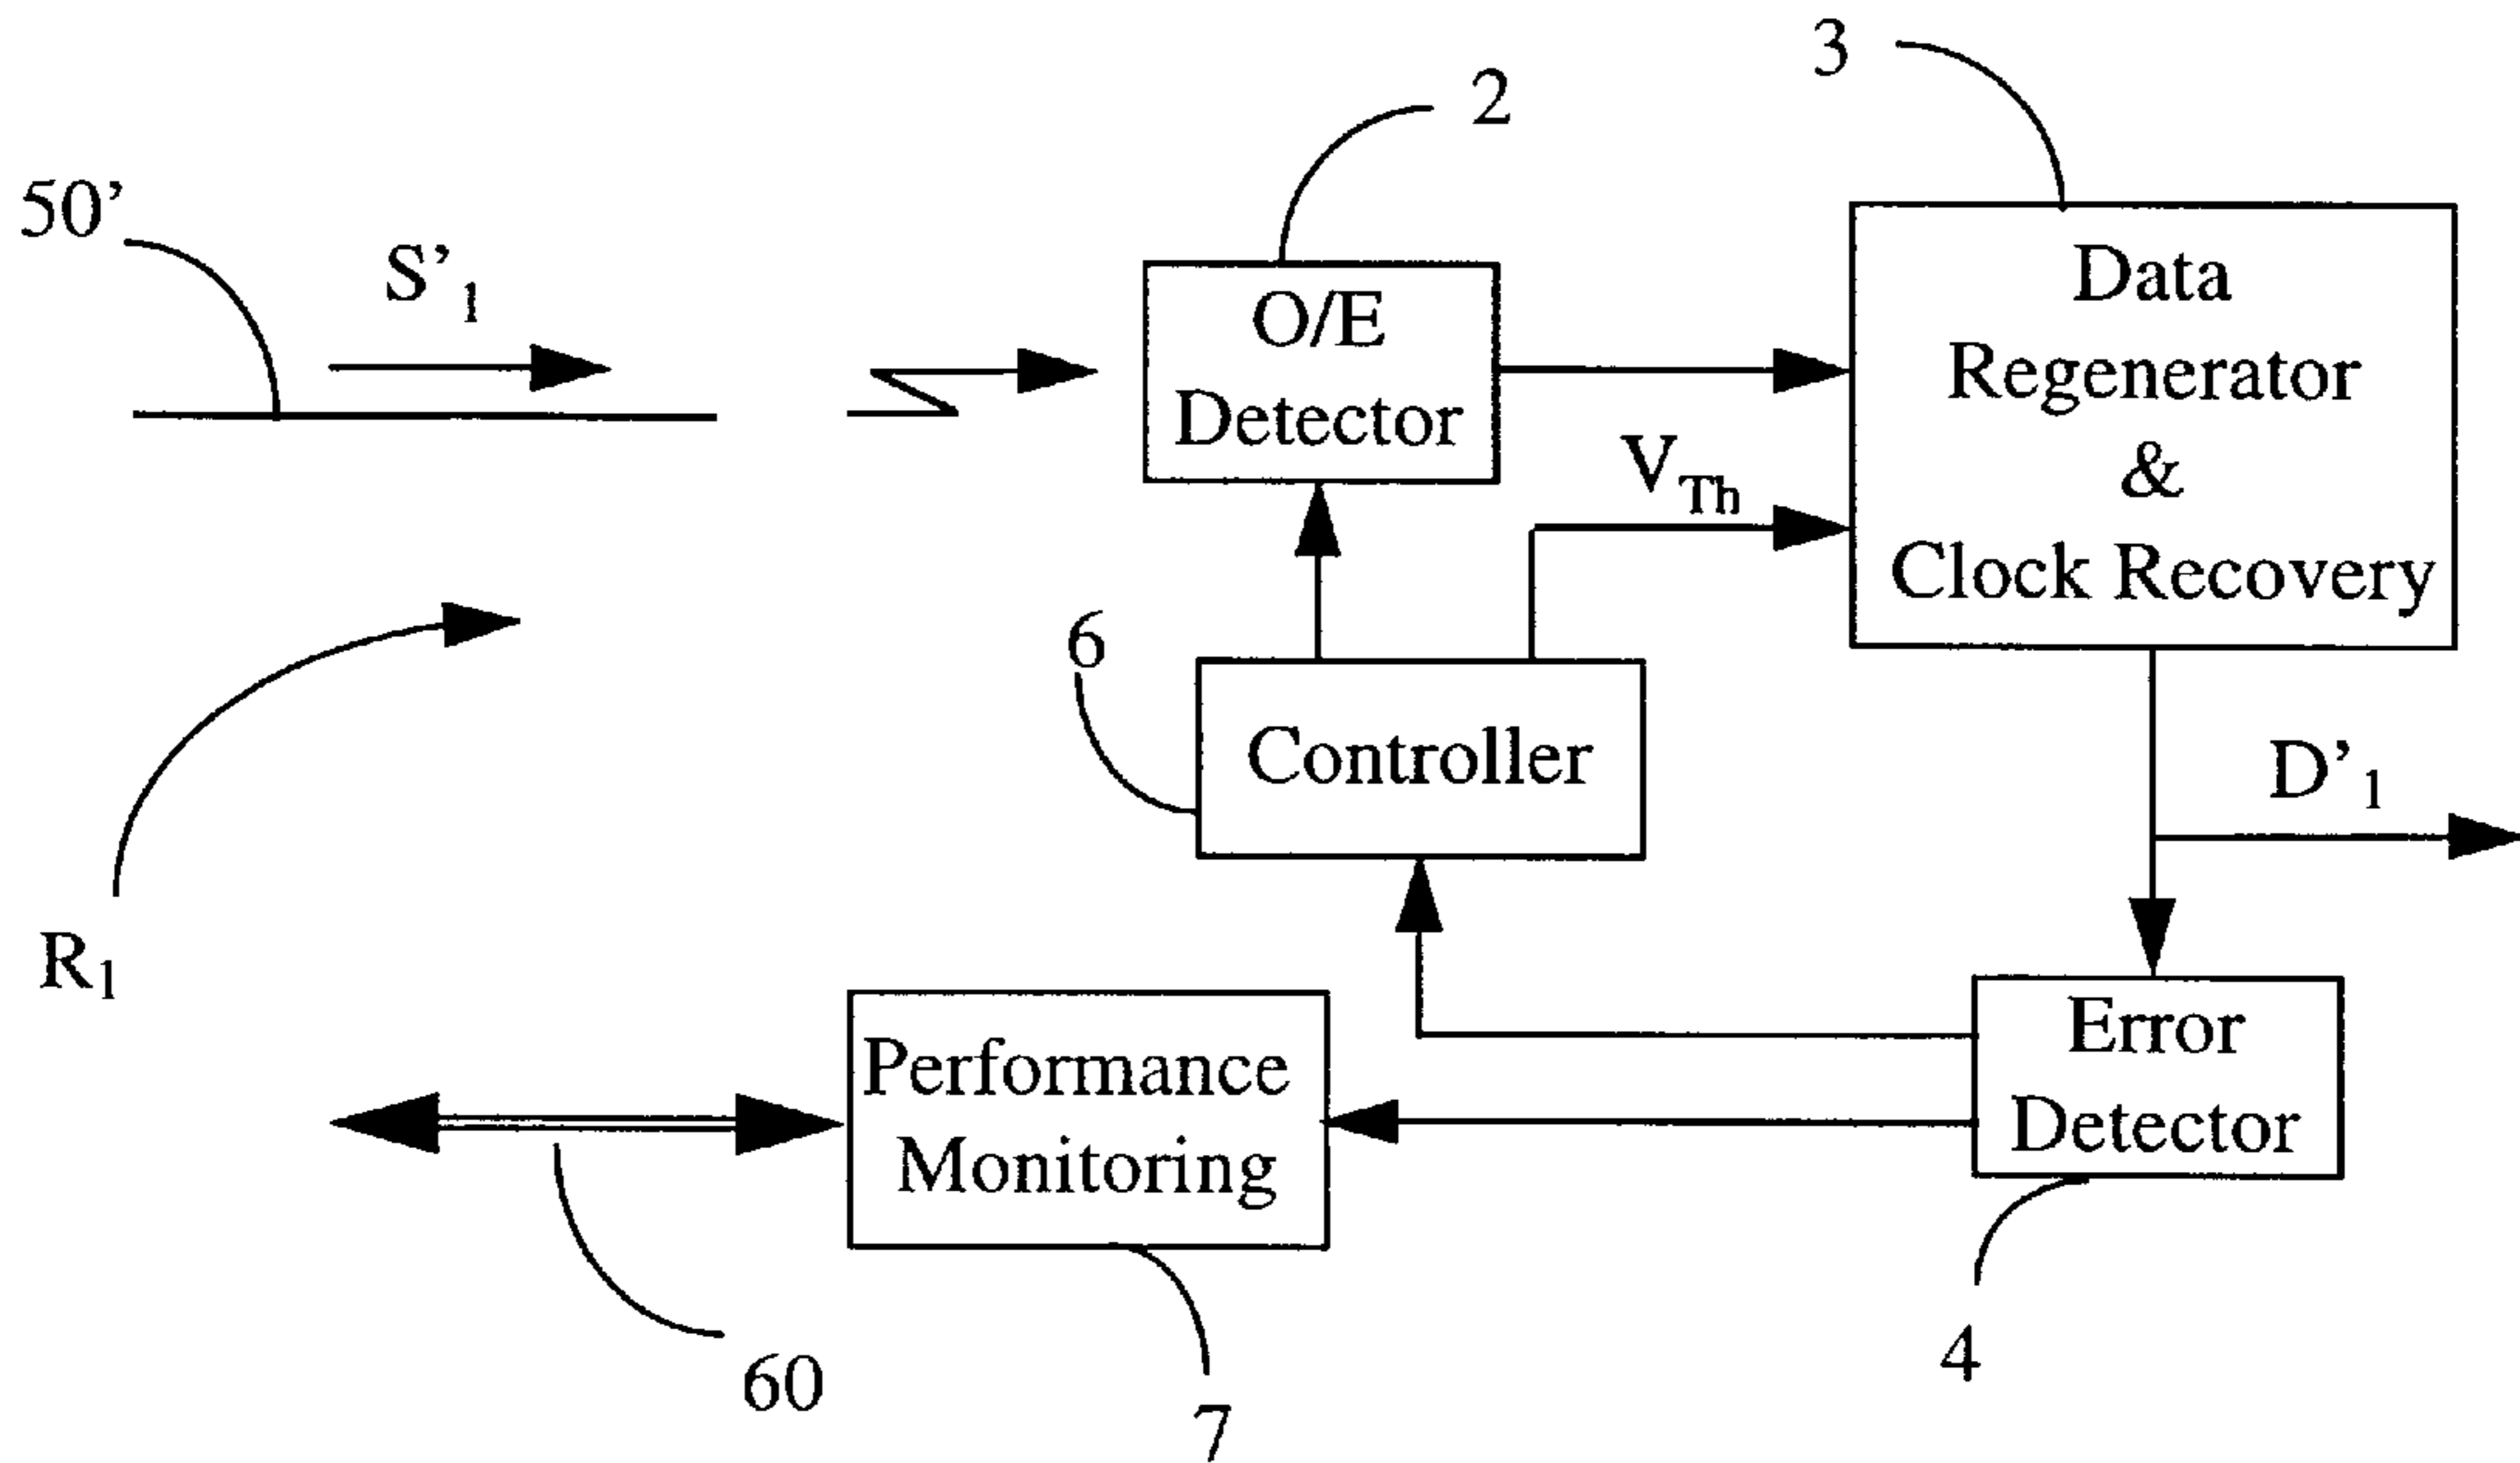 3
2
50’
S’1
O/E
Detector
Data
Regenerator
&
Clock Recovery
VTh
6
Controller
D’1
R1
Performance
Monitoring
Error
Detector
60
7
4